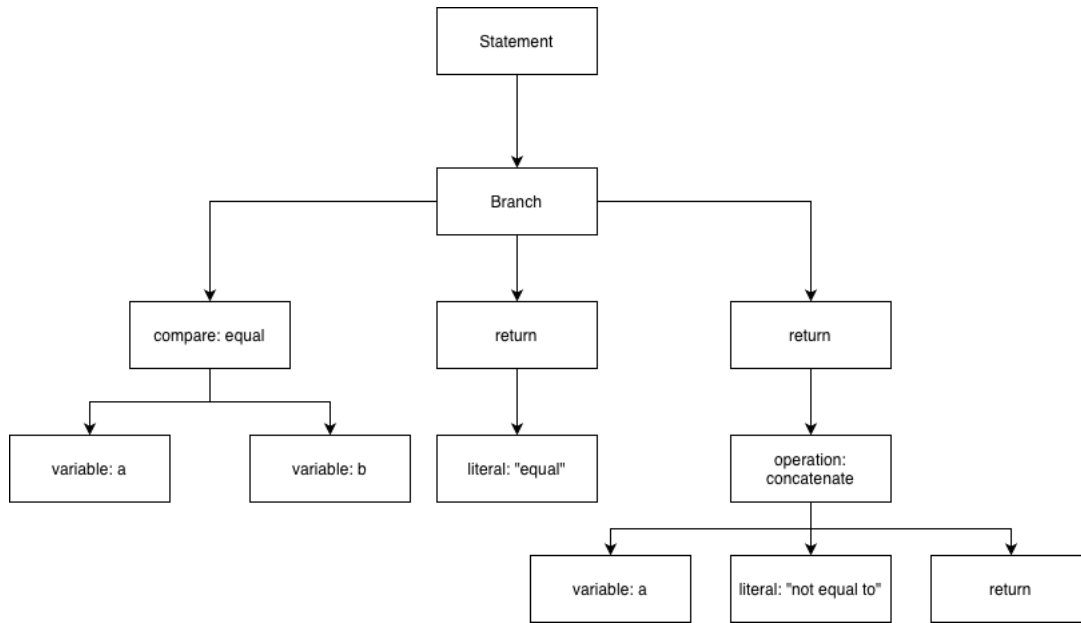 Statement
Branch
compare: equal
return
return
variable: a
variable: b
literal: "equal"
operation:
concatenate
variable: a
literal: "not equal to"
return